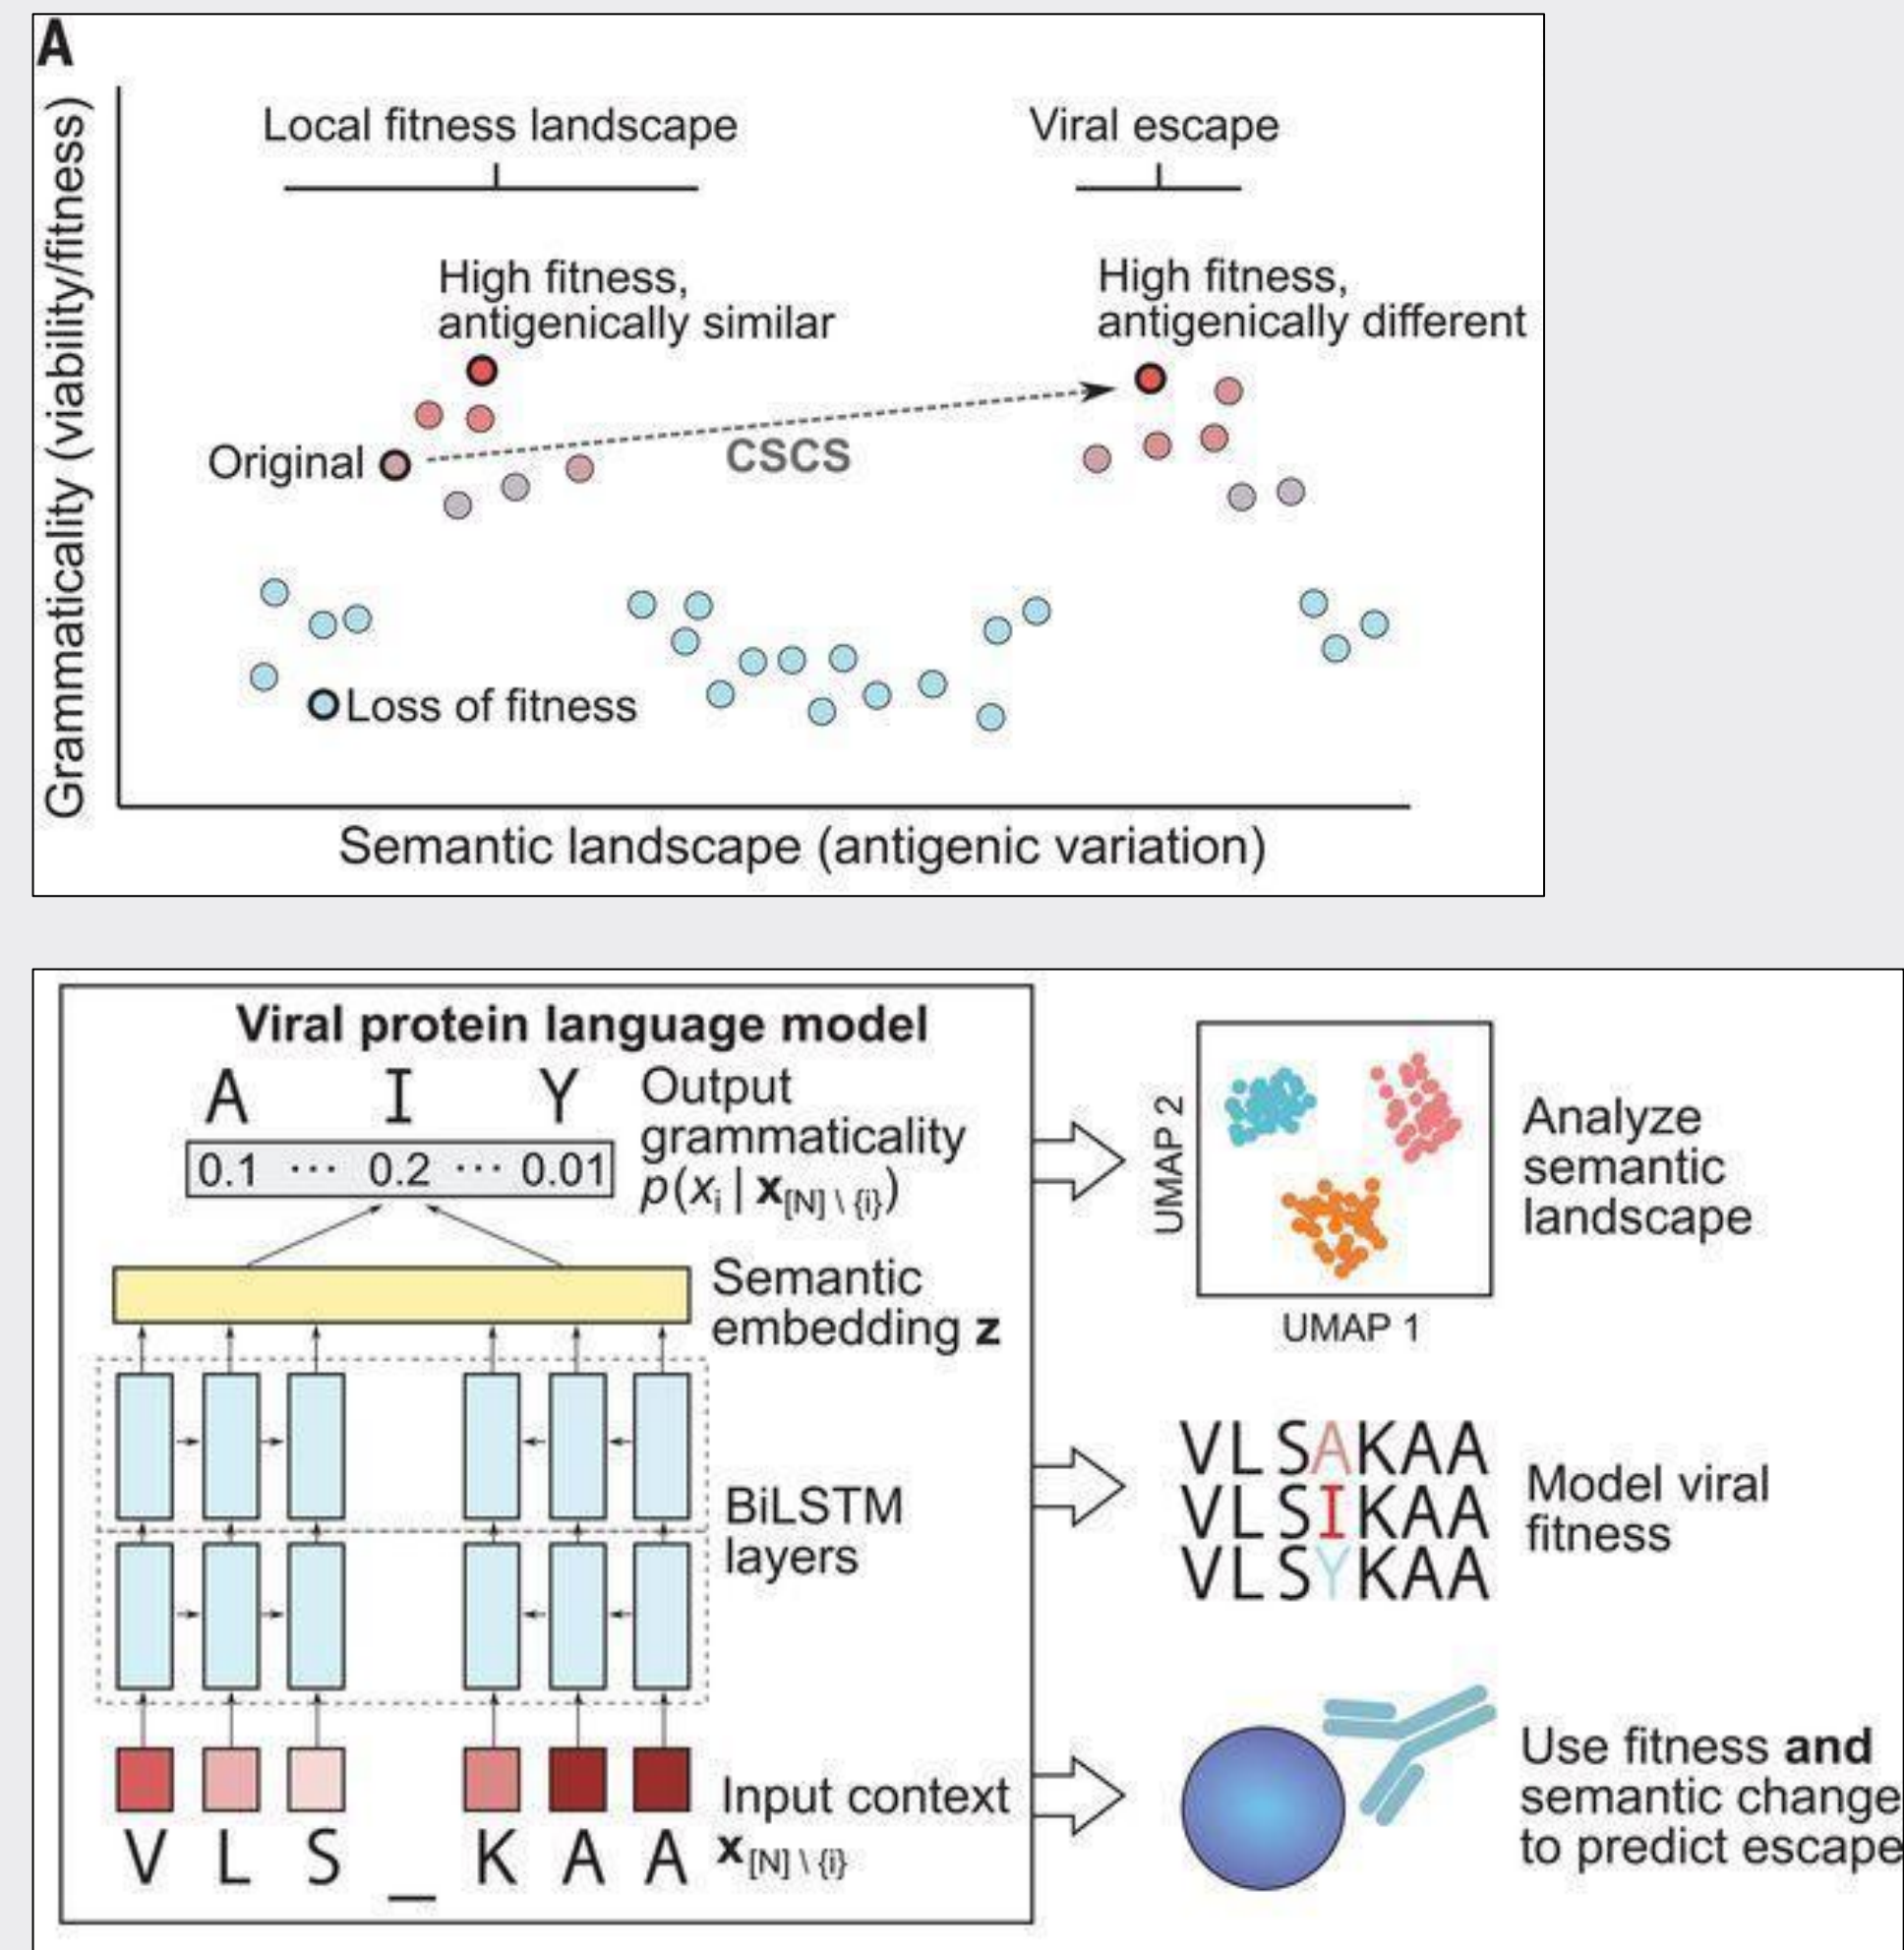 A
Grammaticality (viability/fitness)
Local fitness landscape
Viral escape
High fitness,
antigenically similar
High fitness,
antigenically different
Original
CSCS
Loss of fitness
Semantic landscape (antigenic variation)
Viral protein language model
A I Y
0.1 ··· 0.2 ··· 0.01
Output
grammaticality
p(xi | x[N] \ {i})
Semantic
embedding z
BiLSTM
layers
Input context
x[N] \ {i}
V L S _ K A A
UMAP 2
UMAP 1
Analyze
semantic
landscape
VLSAKAA
VLSIKAA
VLSYKAA
Model viral
fitness
Use fitness and
semantic change
to predict escape